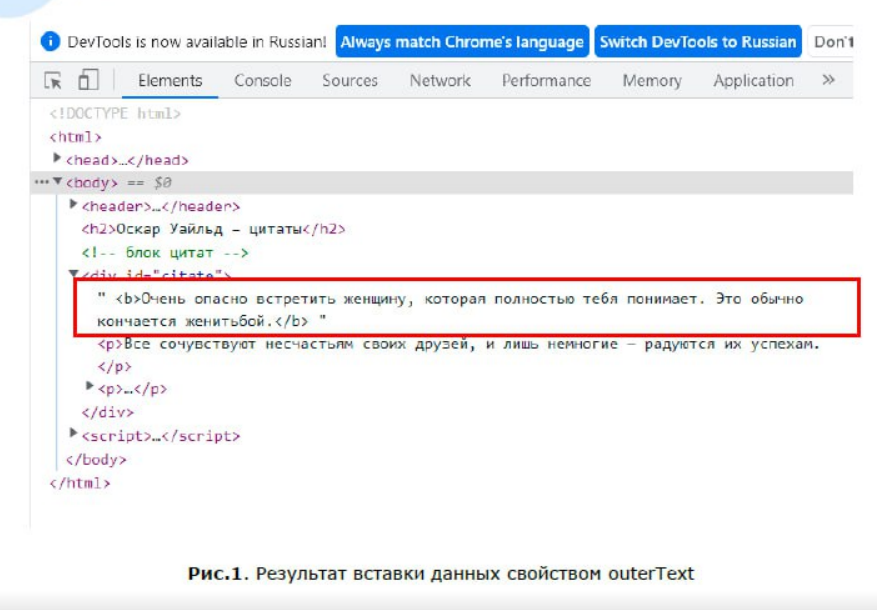 DevTools is now available in Russian! Always match Chrome's language Switch DevTools to Russian Don't
Elements Console Sources Network Performance Memory Application »
<!DOCTYPE html>
<html>
▶<head>…</head>
••• ▼<body> == $0
▶<header>…</header>
<h2>Оскар Уайльд – цитаты</h2>
<!-- блок цитат -->
▼<div id="citate">
" <b>Очень опасно встретить женщину, которая полностью тебя понимает. Это обычно
кончается женитьбой.</b> "
<p>Все сочувствуют несчастьям своих друзей, и лишь немногие – радуются их успехам.
</p>
▶<p>…</p>
</div>
▶<script>…</script>
</body>
</html>
Рис.1. Результат вставки данных свойством outerText